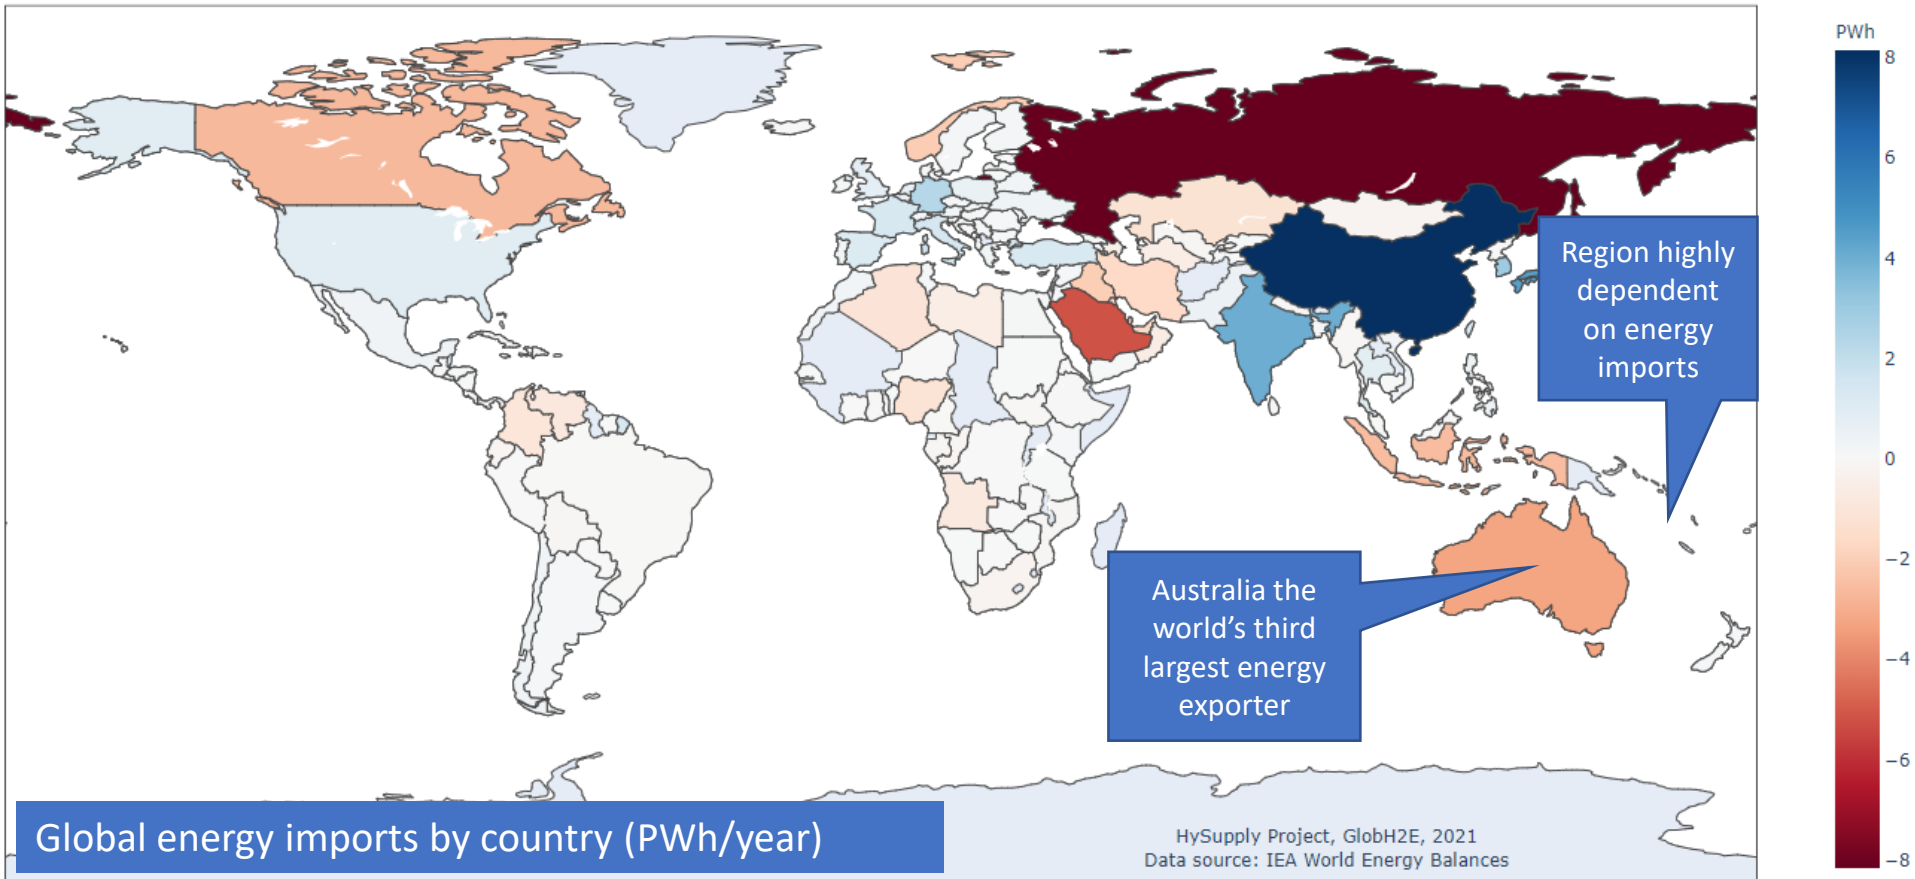 PWh
8
6
4
2
0
−2
−4
−6
−8
Region highly
dependent
on energy
imports
Australia the
world’s third
largest energy
exporter
Global energy imports by country (PWh/year)
HySupply Project, GlobH2E, 2021
Data source: IEA World Energy Balances